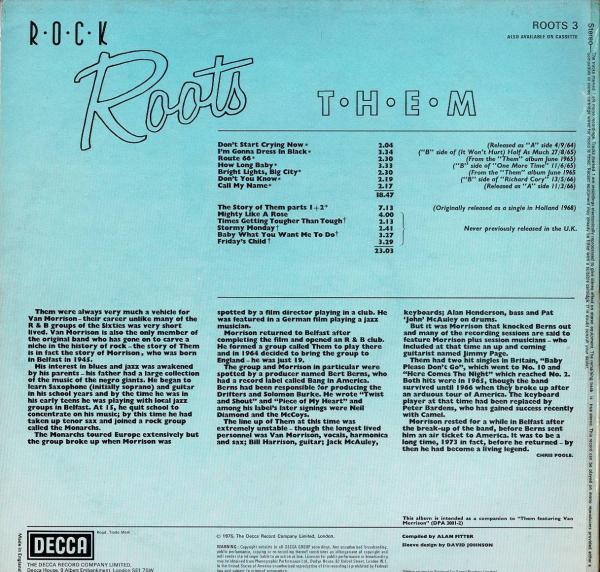 R·O·C·K
Roots
ROOTS 3
ALSO AVAILABLE ON CASSETTE
T·H·E·M
Don't Start Crying Now* 2.04 (Released as "A" side 4/9/64)
I'm Gonna Dress In Black* 3.34 ("B" side of (It Won't Hurt) Half As Much 27/8/65)
Route 66* 2.30 (From the "Them" album June 1965)
How Long Baby* 3.33 ("B" side of "One More Time" 11/6/65)
Bright Lights, Big City* 2.30 (From the "Them" album June 1965
Don't You Know* 2.19 ("B" side of "Richard Cory" 13/5/66)
Call My Name* 2.17 (Released as "A" side 11/3/66)
18.47
The Story of Them parts 1+2* 7.13 (Originally released as a single in Holland 1968)
Mighty Like A Rose 4.00
Times Getting Tougher Than Tough† 2.13
Stormy Monday† 2.41 Never previously released in the U.K.
Baby What You Want Me To Do† 3.27
Friday's Child† 3.29
23.03
Them were always very much a vehicle for
Van Morrison – their career unlike many of the
R & B groups of the Sixties was very short
lived. Van Morrison is also the only member of
the original band who has gone on to carve a
niche in the history of rock – the story of Them
is in fact the story of Morrison, who was born
in Belfast in 1945.
His interest in blues and jazz was awakened
by his parents – his father had a large collection
of the music of the negro giants. He began to
learn Saxophone (initially soprano) and guitar
in his school years and by the time he was in
his early teens he was playing with local jazz
groups in Belfast. At 15, he quit school to
concentrate on his music; by this time he had
taken up tenor sax and joined a rock group
called the Monarchs.
The Monarchs toured Europe extensively but
the group broke up when Morrison was
spotted by a film director playing in a club. He
was featured in a German film playing a jazz
musician.
Morrison returned to Belfast after
completing the film and opened an R & B club.
He formed a group called Them to play there
and in 1964 decided to bring the group to
England – he was just 19.
The group and Morrison in particular were
spotted by a producer named Bert Berns, who
had a record label called Bang in America.
Berns had been responsible for producing the
Drifters and Solomon Burke. He wrote "Twist
and Shout" and "Piece of My Heart" and
among his label's later signings were Neil
Diamond and the McCoys.
The line up of Them at this time was
extremely unstable – though the longest lived
personnel was Van Morrison, vocals, harmonica
and sax; Bill Harrison, guitar; Jack McAuley,
keyboards; Alan Henderson, bass and Pat
'John' McAuley on drums.
But it was Morrison that knocked Berns out
and many of the recording sessions are said to
feature Morrison plus session musicians – who
included at that time an up and coming
guitarist named Jimmy Page.
Them had two hit singles in Britain, "Baby
Please Don't Go", which went to No. 10 and
"Here Comes The Night" which reached No. 2.
Both hits were in 1965, though the band
survived until 1966 when they broke up after
an arduous tour of America. The keyboard
player at that time had been replaced by
Peter Bardens, who has gained success recently
with Camel.
Morrison rested for a while in Belfast after
the break-up of the band, before Berns sent
him an air ticket to America. It was to be a
long time, 1973 in fact, before he returned – by
then he had become a living legend.
CHRIS POOLE.
This album is intended as a companion to "Them featuring Van
Morrison" (DPA 3001-2)
Compiled by ALAN FITTER
Sleeve design by DAVID JOHNSON
Made in England
Regd. Trade Mark
DECCA
THE DECCA RECORD COMPANY LIMITED,
Decca House, 9 Albert Embankment, London SE1 7SW
© 1976, The Decca Record Company Limited, London.
Stereo